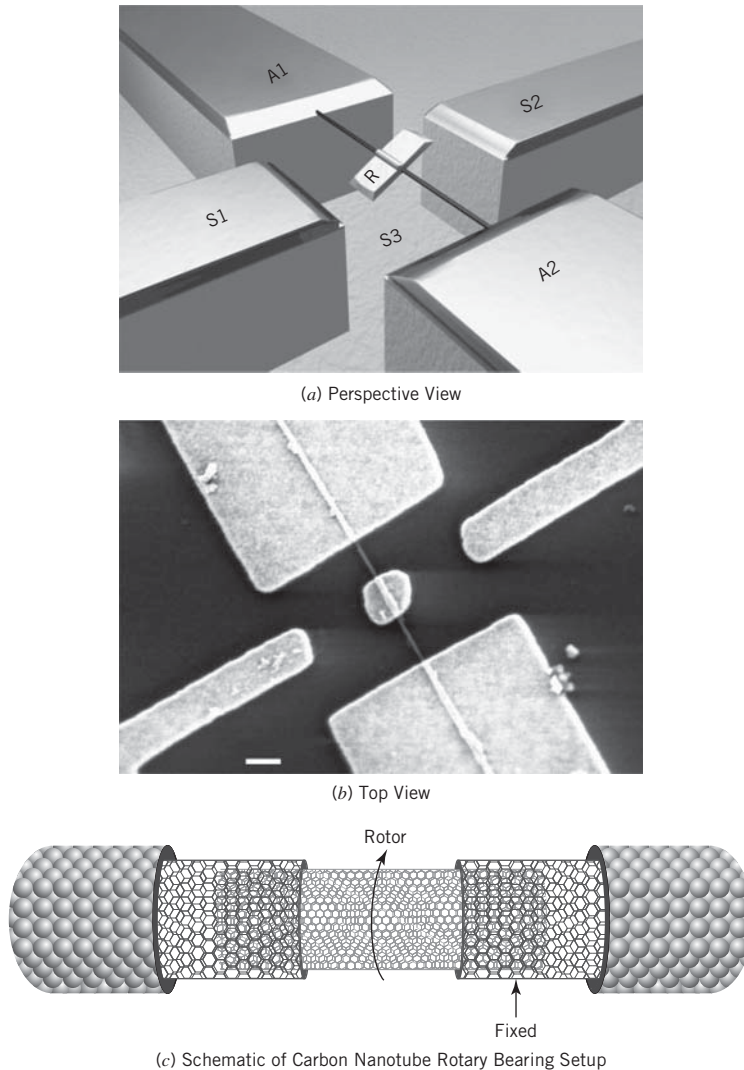 A1
S2
R
S1
S3
A2
(a) Perspective View
(b) Top View
Rotor
Fixed
(c) Schematic of Carbon Nanotube Rotary Bearing Setup